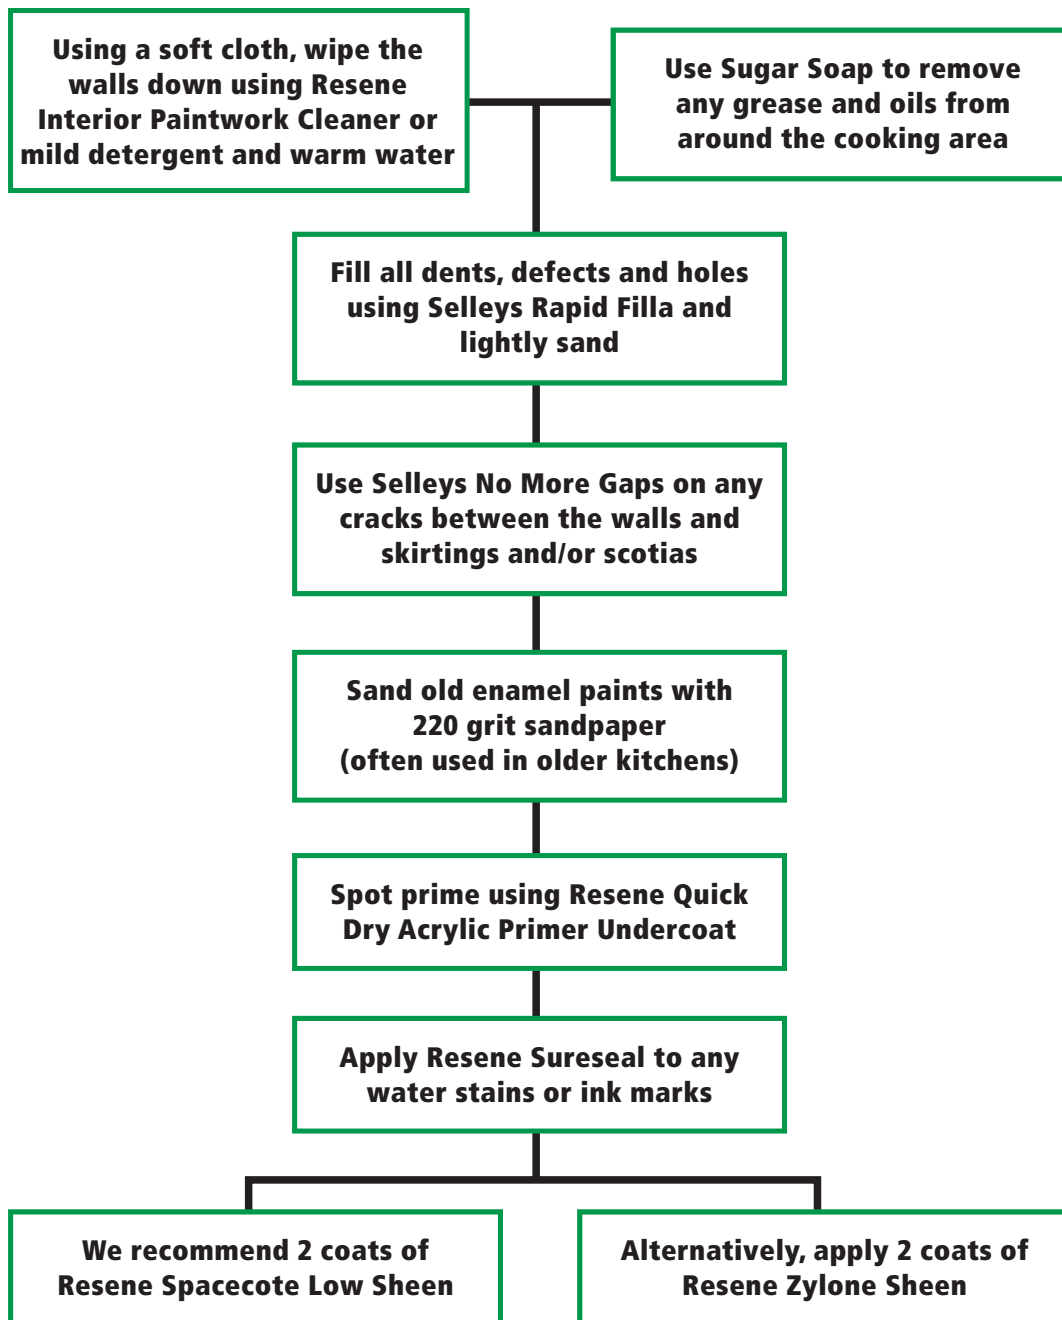 Using a soft cloth, wipe the
walls down using Resene
Interior Paintwork Cleaner or
mild detergent and warm water
Use Sugar Soap to remove
any grease and oils from
around the cooking area
Fill all dents, defects and holes
using Selleys Rapid Filla and
lightly sand
Use Selleys No More Gaps on any
cracks between the walls and
skirtings and/or scotias
Sand old enamel paints with
220 grit sandpaper
(often used in older kitchens)
Spot prime using Resene Quick
Dry Acrylic Primer Undercoat
Apply Resene Sureseal to any
water stains or ink marks
We recommend 2 coats of
Resene Spacecote Low Sheen
Alternatively, apply 2 coats of
Resene Zylone Sheen